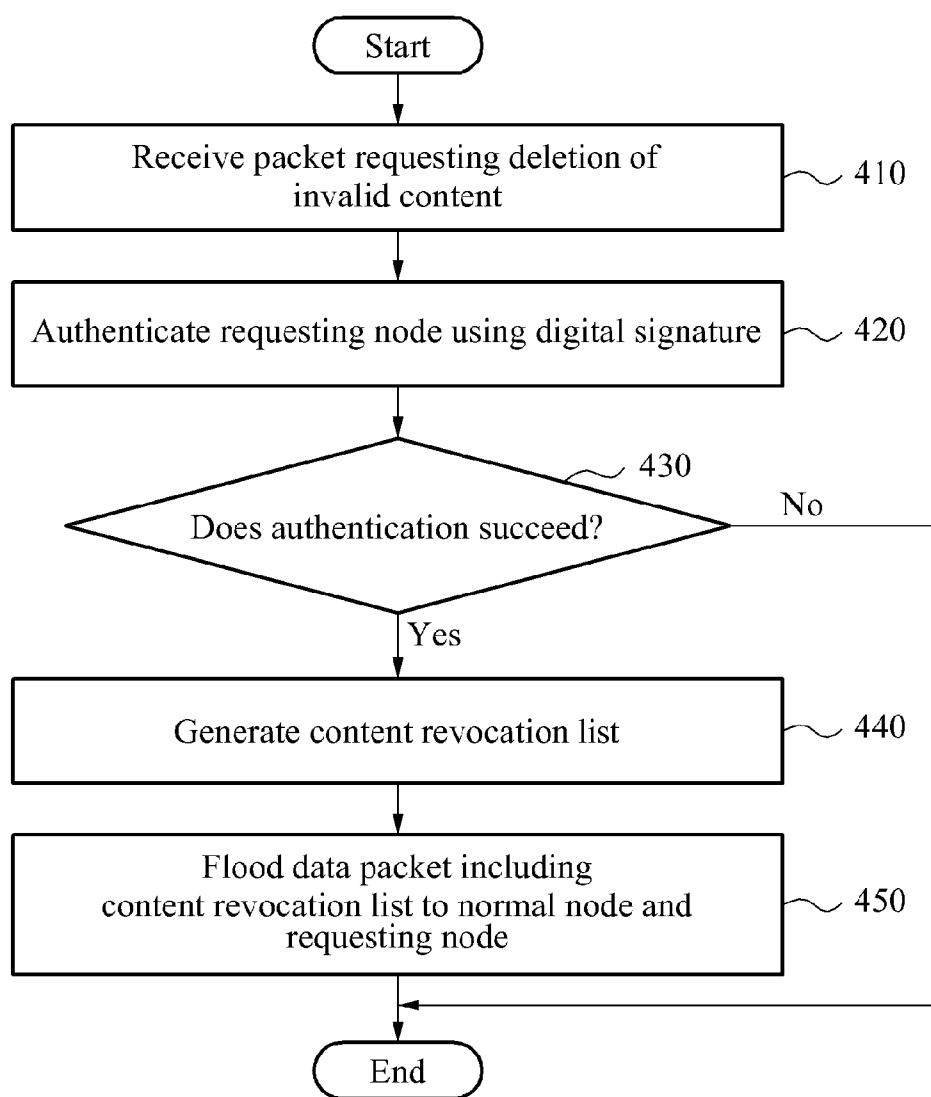 Start
Receive packet requesting deletion of
invalid content
410
Authenticate requesting node using digital signature
420
430
Does authentication succeed?
No
Yes
Generate content revocation list
440
Flood data packet including
content revocation list to normal node and
requesting node
450
End